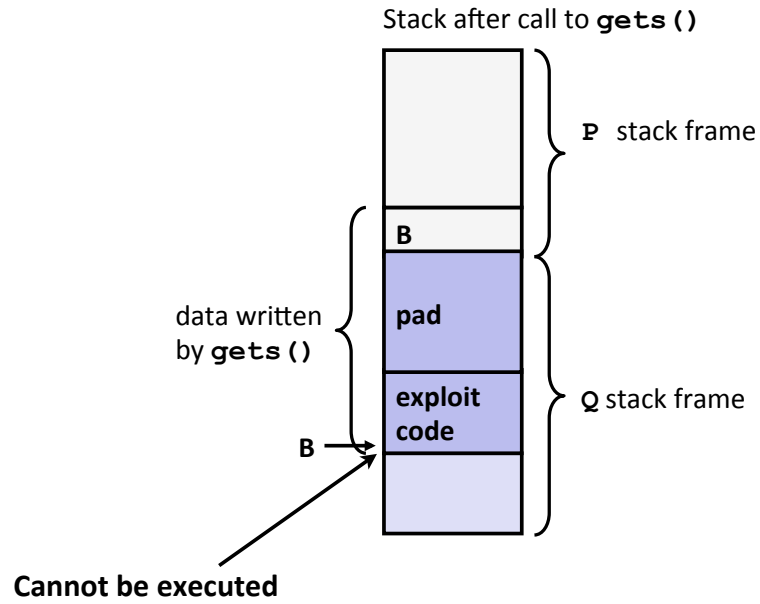 Stack after call to gets()
P stack frame
B
data written
by gets()
pad
exploit
code
Q stack frame
B
Cannot be executed